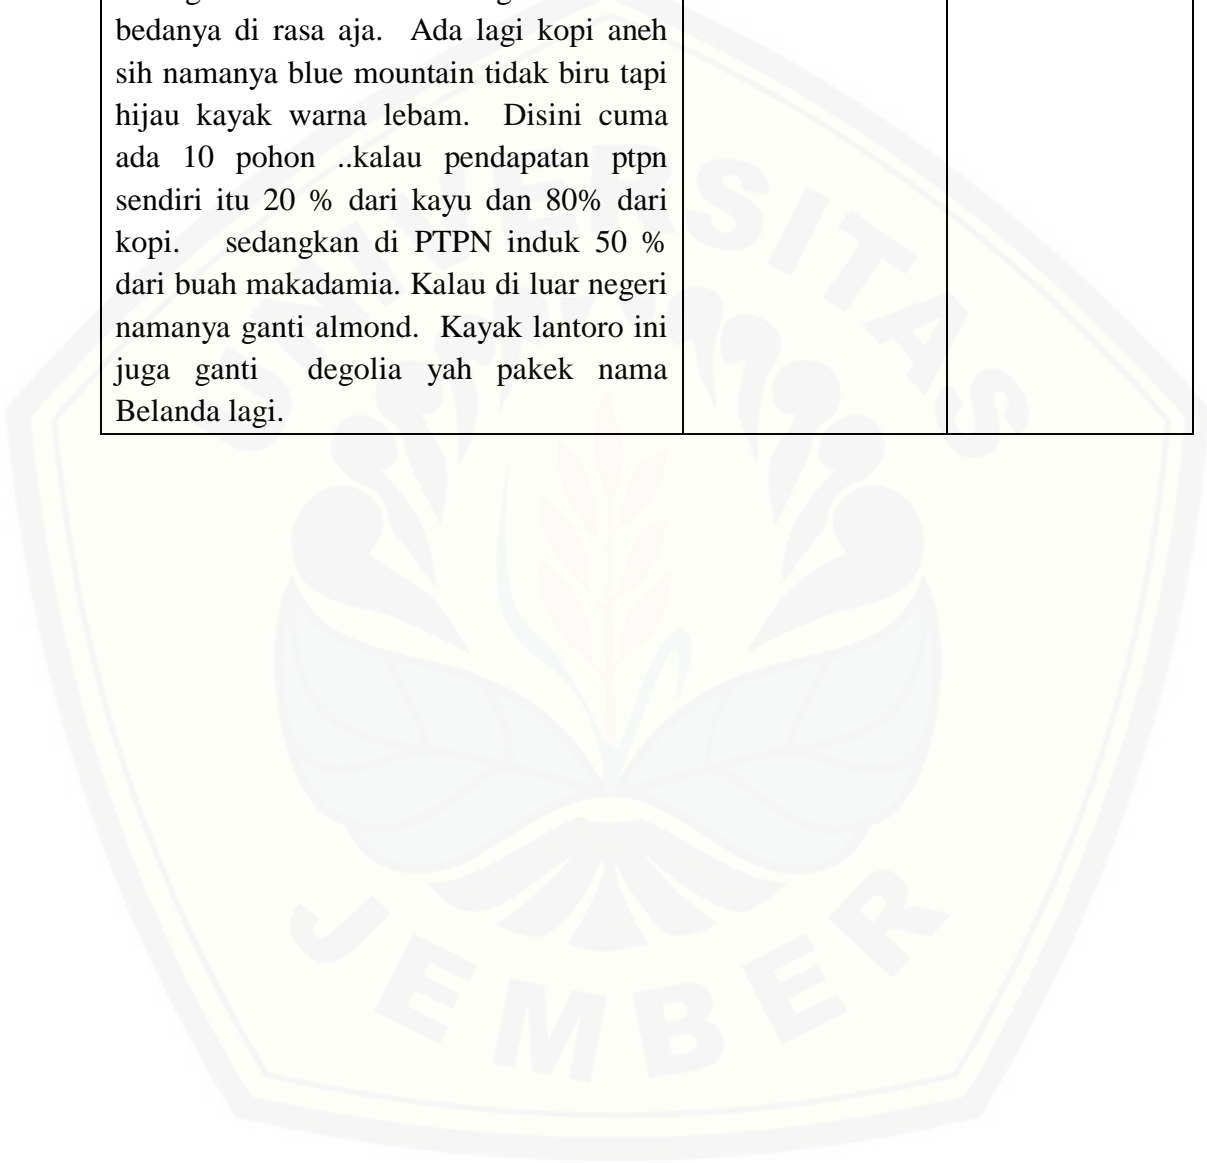 bedanya di rasa aja. Ada lagi kopi aneh
sih namanya blue mountain tidak biru tapi
hijau kayak warna lebam. Disini cuma
ada 10 pohon ..kalau pendapatan ptpn
sendiri itu 20 % dari kayu dan 80% dari
kopi. sedangkan di PTPN induk 50 %
dari buah makadamia. Kalau di luar negeri
namanya ganti almond. Kayak lantoro ini
juga ganti degolia yah pakek nama
Belanda lagi.
UNIVERSITAS
JEMBER